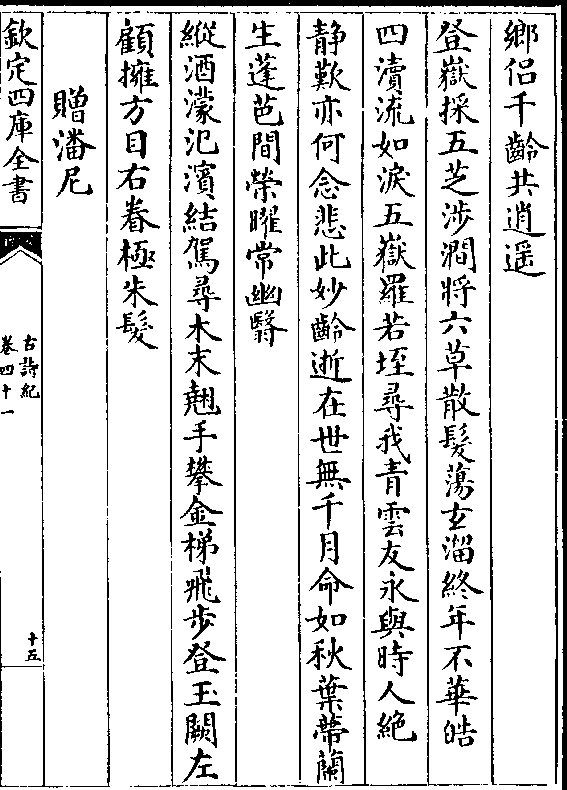 鄉侣千齡共逍遥
登嶽採五芝涉澗將六草散髮蕩玄溜終年不華皓
四瀆流如淚五嶽羅若垤尋我青雲友永與時人絶
静歎亦何念悲此妙齡逝在世無千月命如秋葉蔕蘭
生蓬芭間榮曜常幽翳
縱酒濛汜濱結駕尋木末翹手攀金梯飛步登玉闕左
顧擁方目右眷極朱髮
贈潘尼
欽定四庫全書
古詩紀
卷四十一
十五